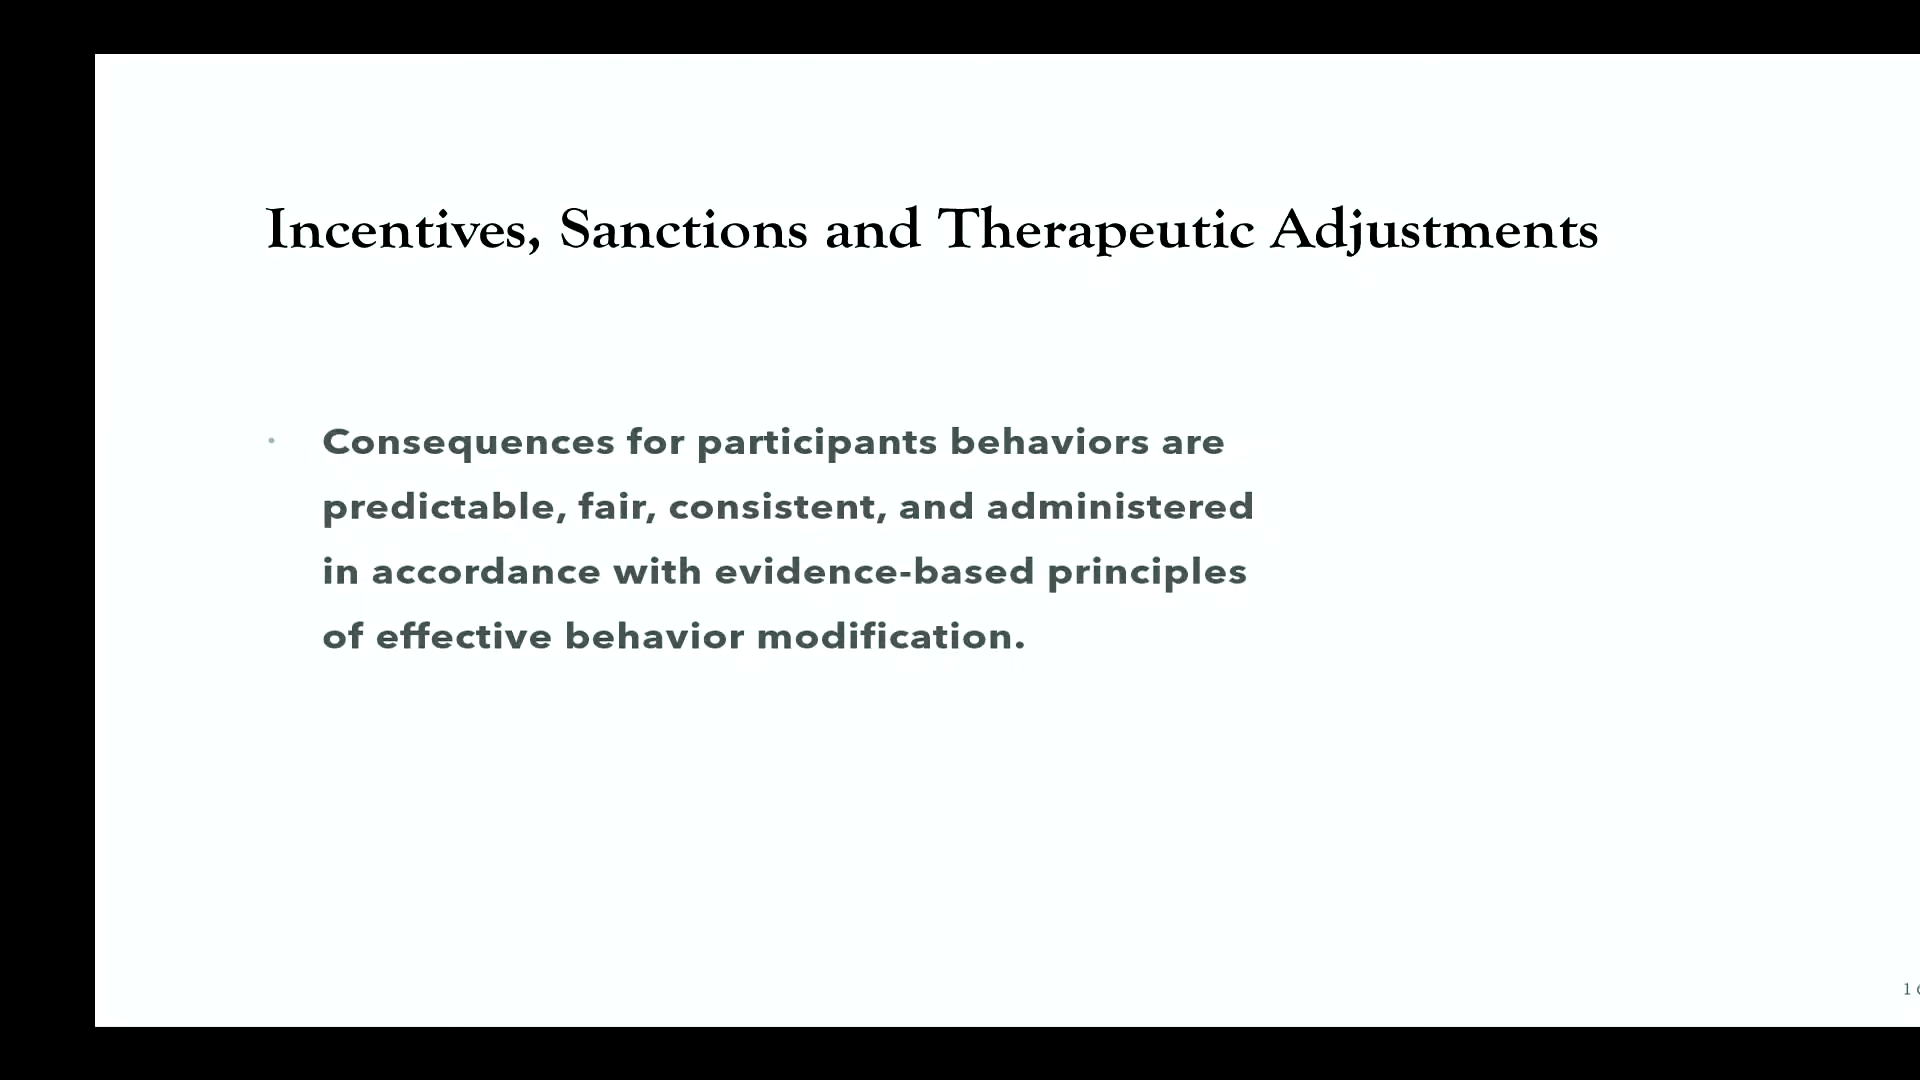 Incentives, Sanctions and Therapeutic Adjustments
• Consequences for participants behaviors are
predictable, fair, consistent, and administered
in accordance with evidence-based principles
of effective behavior modification.